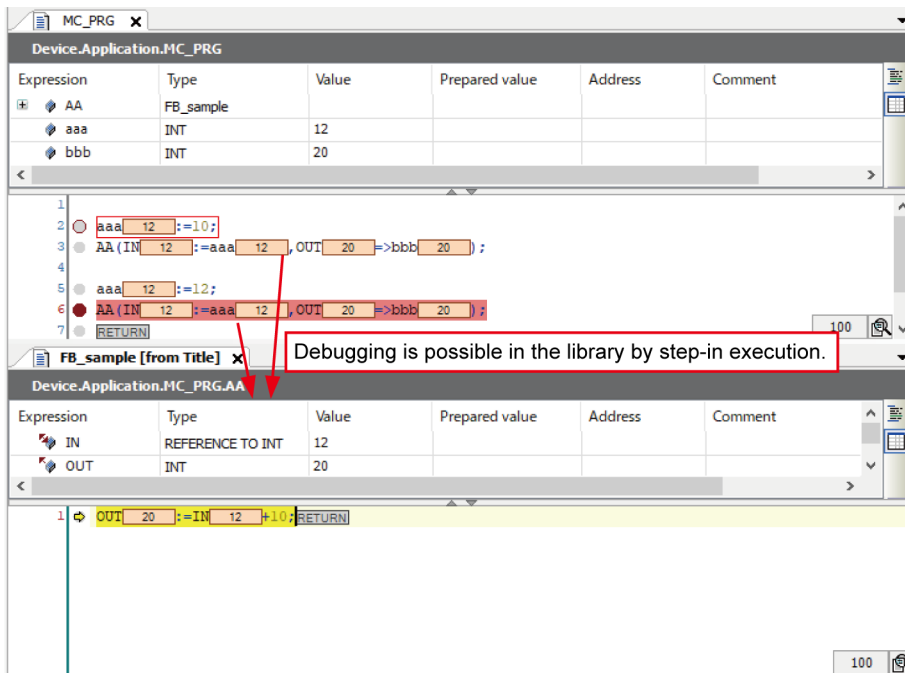 MC_PRG
Device.Application.MC_PRG
Expression Type Value Prepared value Address Comment
AA FB_sample
aaa INT 12
bbb INT 20
1
2 aaa 12 :=10;
3 AA(IN 12 :=aaa 12 ,OUT 20 =>bbb 20 );
4
5 aaa 12 :=12;
6 AA(IN 12 :=aaa 12 ,OUT 20 =>bbb 20 );
7 RETURN
100
FB_sample [from Title]
Debugging is possible in the library by step-in execution.
Device.Application.MC_PRG.AA
Expression Type Value Prepared value Address Comment
IN REFERENCE TO INT 12
OUT INT 20
1 OUT 20 :=IN 12 +10;RETURN
100